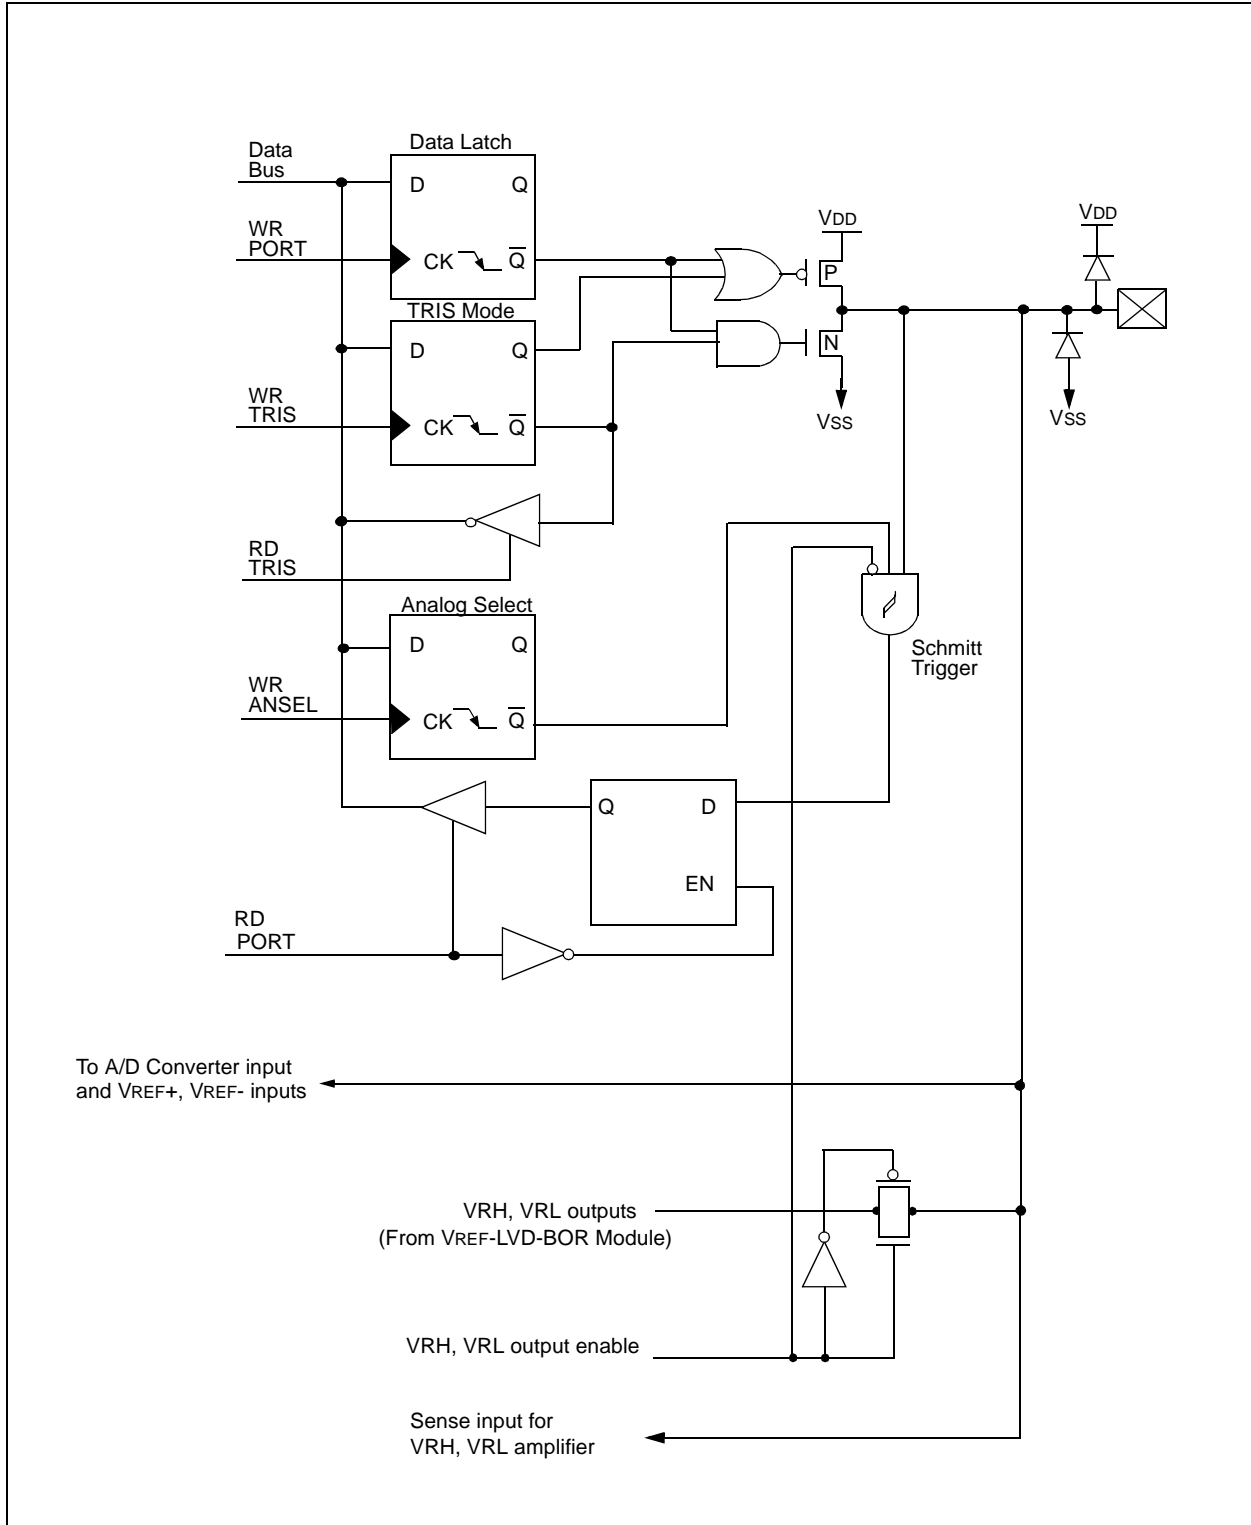 Data Latch
Data
Bus
D
Q
WR
PORT
CK
Q̅
VDD
VDD
P
TRIS Mode
D
Q
N
WR
TRIS
CK
Q̅
VSS
VSS
RD
TRIS
Analog Select
D
Q
Schmitt
Trigger
WR
ANSEL
CK
Q̅
Q
D
EN
RD
PORT
To A/D Converter input
and VREF+, VREF- inputs
VRH, VRL outputs
(From VREF-LVD-BOR Module)
VRH, VRL output enable
Sense input for
VRH, VRL amplifier